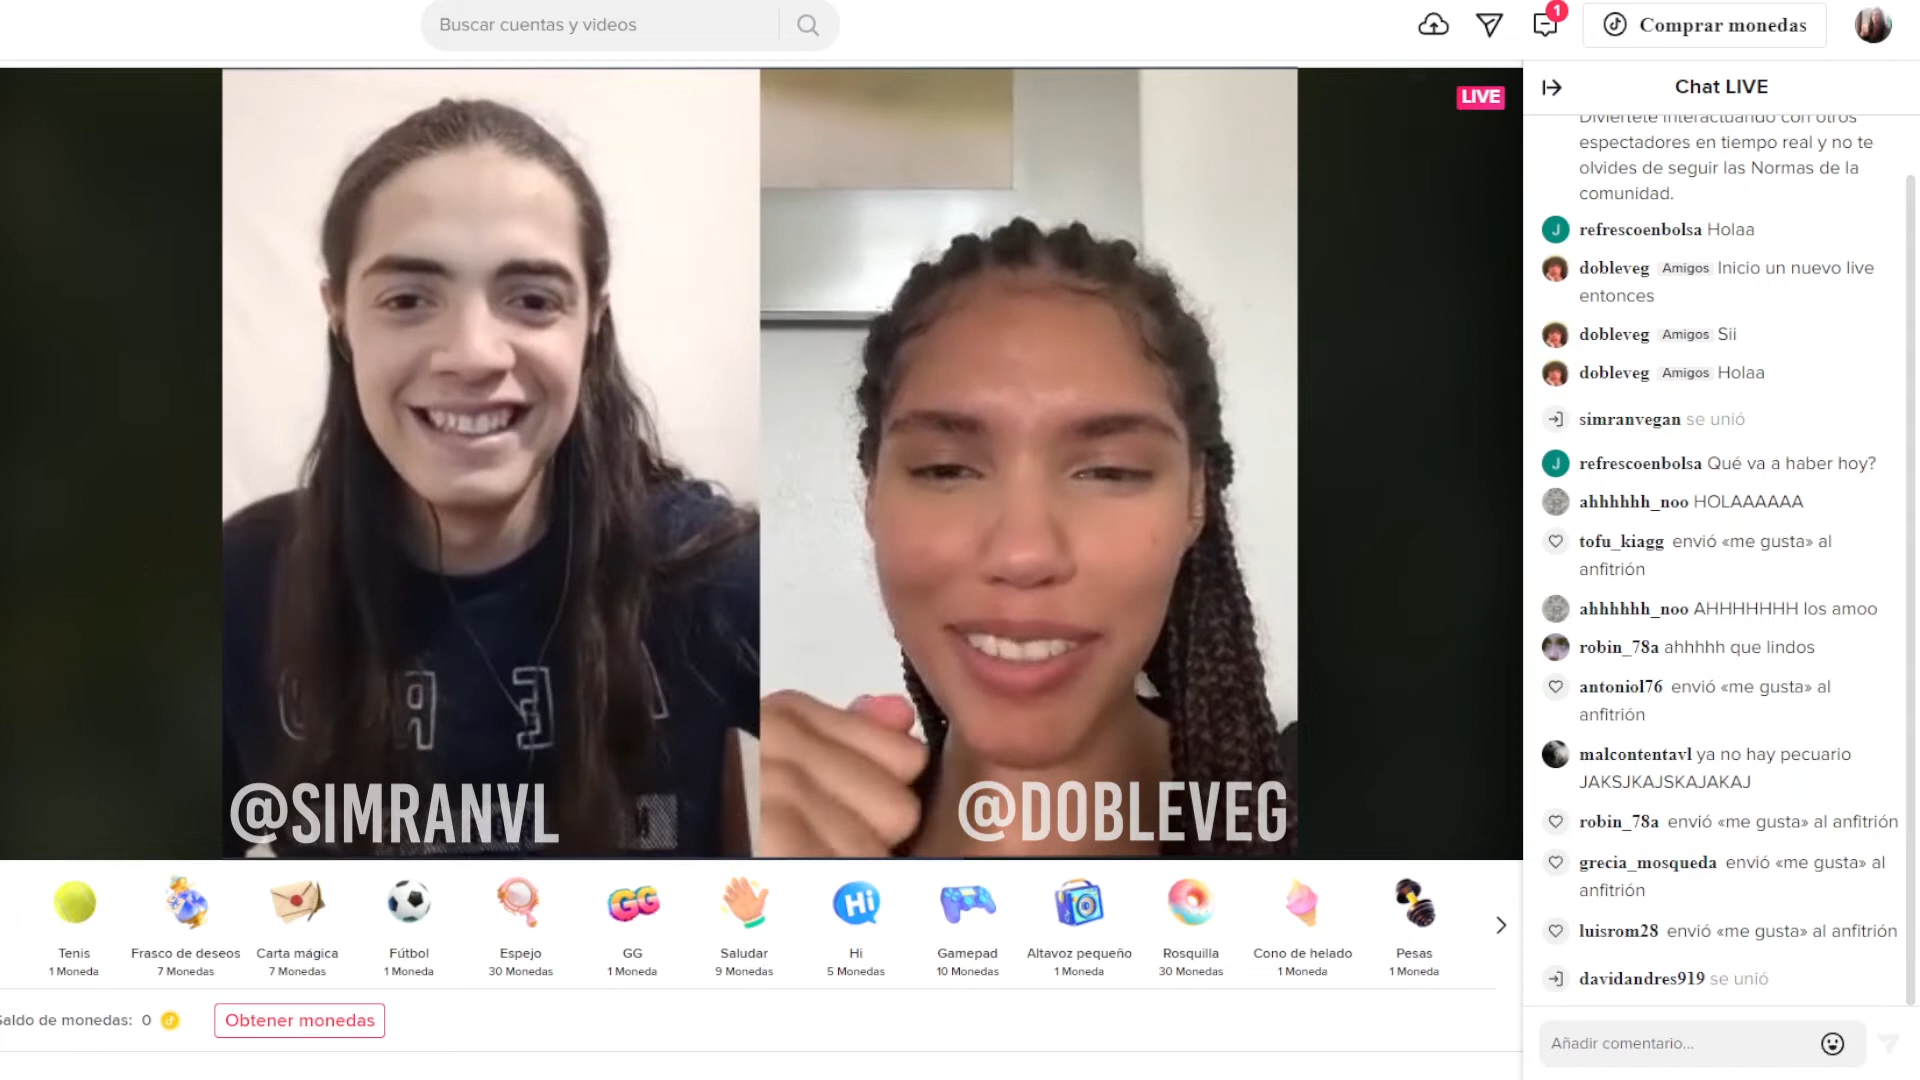 Buscar cuentas y videos
1
Comprar monedas
LIVE
Chat LIVE
Diviértete interactuando con otros
espectadores en tiempo real y no te
olvides de seguir las Normas de la
comunidad.
J refrescoenbolsa Holaa
dobleveg Amigos Inicio un nuevo live
entonces
dobleveg Amigos Sii
dobleveg Amigos Holaa
simranvegan se unió
J refrescoenbolsa Qué va a haber hoy?
ahhhhhh_noo HOLAAAAAA
tofu_kiagg envió «me gusta» al
anfitrión
ahhhhhh_noo AHHHHHHH los amoo
robin_78a ahhhhh que lindos
antoniol76 envió «me gusta» al
anfitrión
malcontentavl ya no hay pecuario
JAKSJKAJSKAJAKAJ
robin_78a envió «me gusta» al anfitrión
grecia_mosqueda envió «me gusta» al
anfitrión
luisrom28 envió «me gusta» al anfitrión
davidandres919 se unió
Añadir comentario...
@SIMRANVL
@DOBLEVEG
GG
Hi
Tenis Frasco de deseos Carta mágica Fútbol Espejo GG Saludar Hi Gamepad Altavoz pequeño Rosquilla Cono de helado Pesas
1 Moneda 7 Monedas 7 Monedas 1 Moneda 30 Monedas 1 Moneda 9 Monedas 5 Monedas 10 Monedas 1 Moneda 30 Monedas 1 Moneda 1 Moneda
Saldo de monedas: 0
Obtener monedas